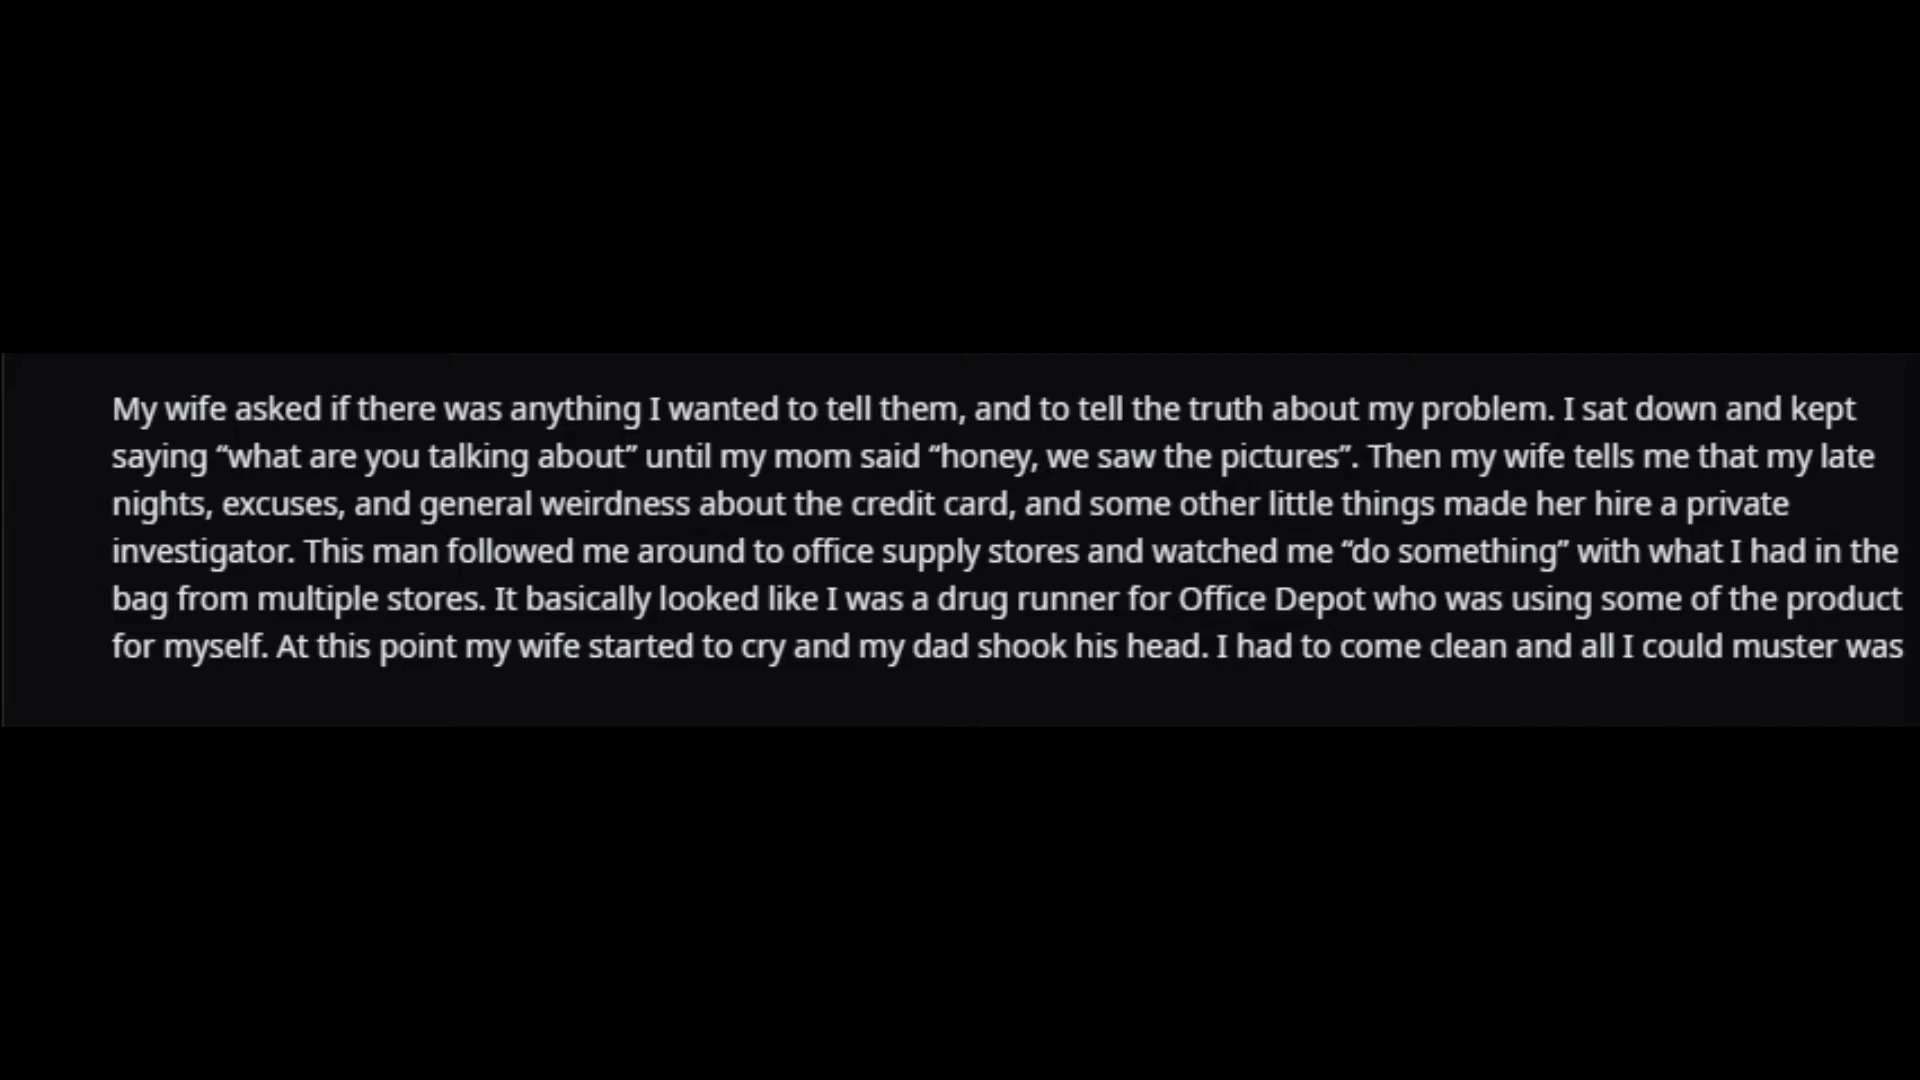 My wife asked if there was anything I wanted to tell them, and to tell the truth about my problem. I sat down and kept
saying “what are you talking about” until my mom said “honey, we saw the pictures”. Then my wife tells me that my late
nights, excuses, and general weirdness about the credit card, and some other little things made her hire a private
investigator. This man followed me around to office supply stores and watched me “do something” with what I had in the
bag from multiple stores. It basically looked like I was a drug runner for Office Depot who was using some of the product
for myself. At this point my wife started to cry and my dad shook his head. I had to come clean and all I could muster was